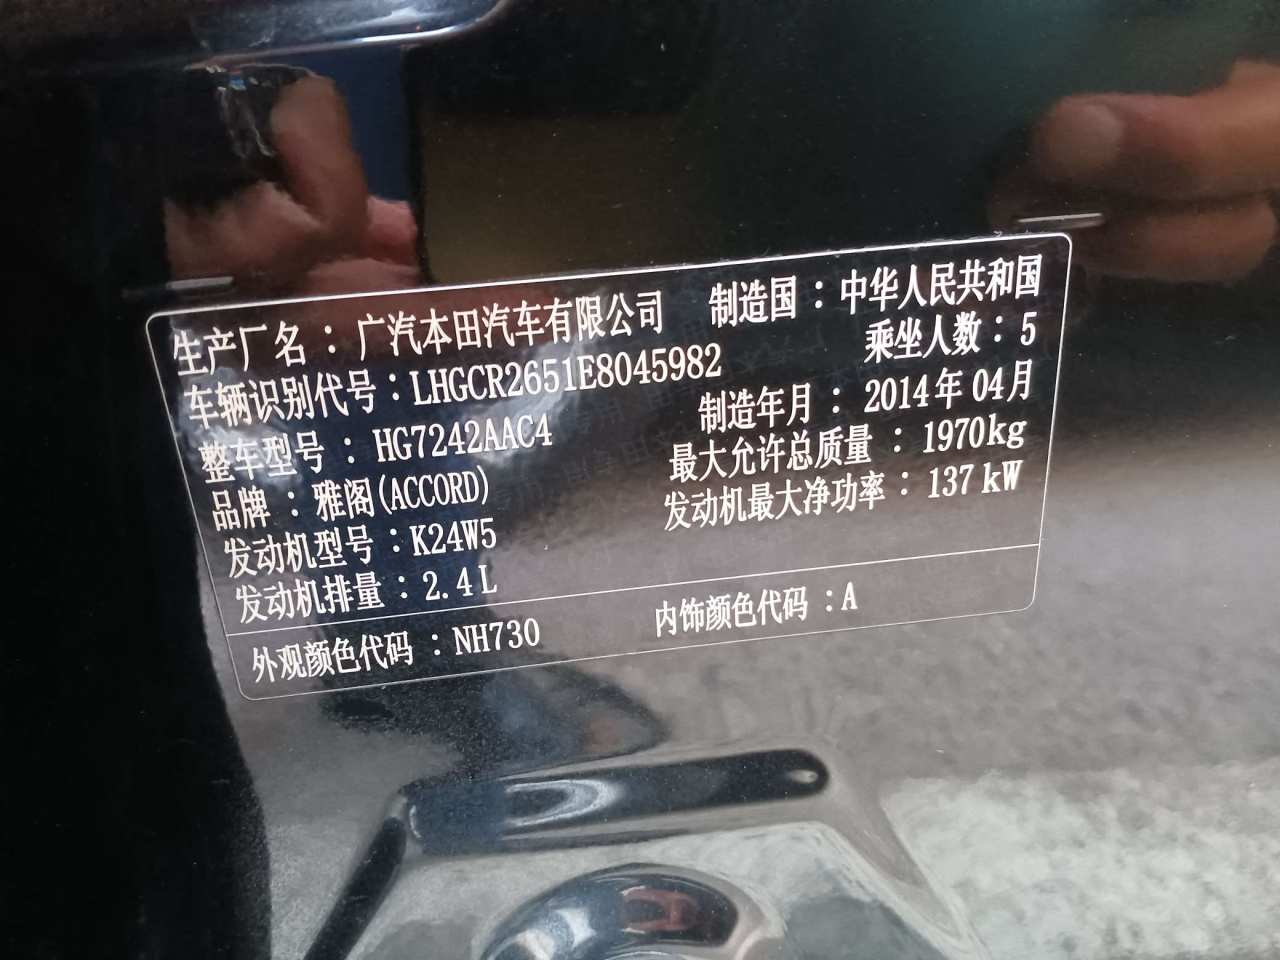 生产厂名：广汽本田汽车有限公司 制造国：中华人民共和国
车辆识别代号：LHGCR2651E8045982 乘坐人数：5
整车型号：HG7242AAC4 制造年月：2014年04月
品牌：雅阁(ACCORD) 最大允许总质量：1970kg
发动机型号：K24W5 发动机最大净功率：137kW
发动机排量：2.4L
外观颜色代码：NH730 内饰颜色代码：A